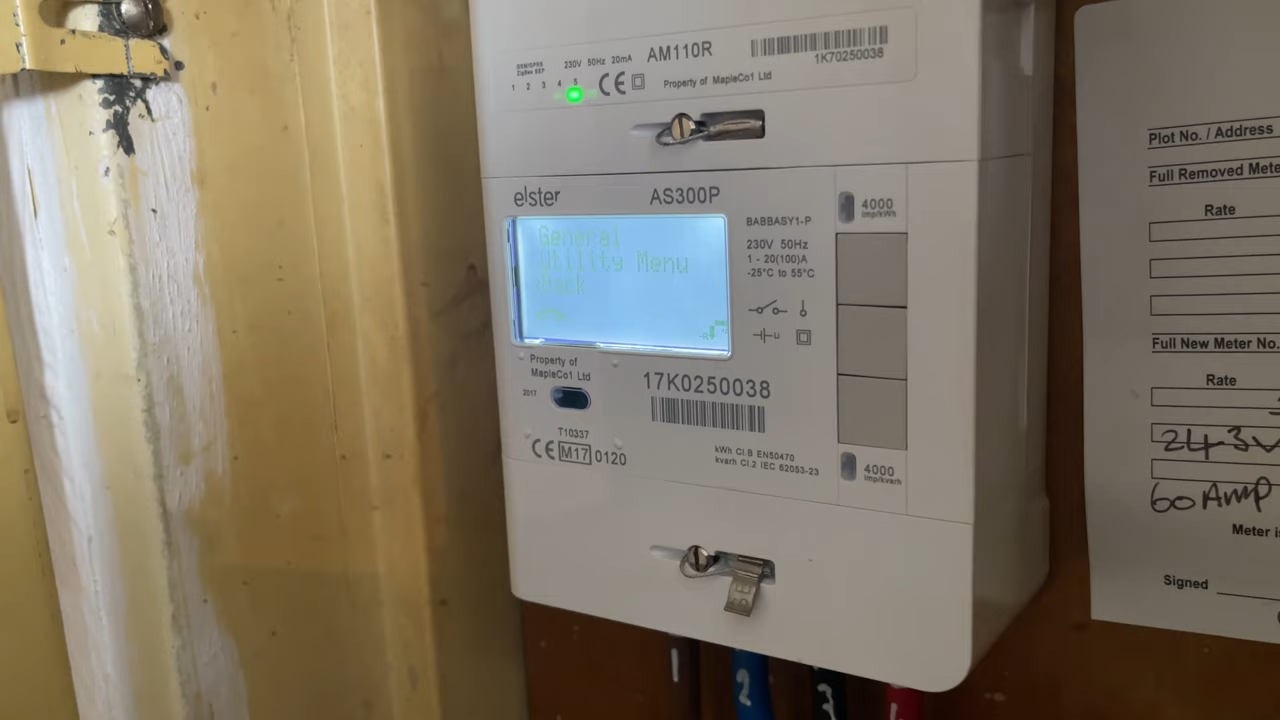 GSM/GPRS
ZigBee SEP
230V 50Hz 20mA
AM110R
1K70250038
1 2 3 4 5
CE
Property of MapleCo1 Ltd
elster
AS300P
4000
imp/kWh
BABBASY1-P
230V 50Hz
1 - 20(100)A
-25°C to 55°C
General
Utility Menu
Back
Property of
MapleCo1 Ltd
2017
17K0250038
T10337
CE M17 0120
kWh Cl.B EN50470
kvarh Cl.2 IEC 62053-23
4000
imp/kvarh
2
3
Plot No. / Address
Full Removed Mete
Rate
Full New Meter No.
Rate
243V
60 Amp
Meter i
Signed